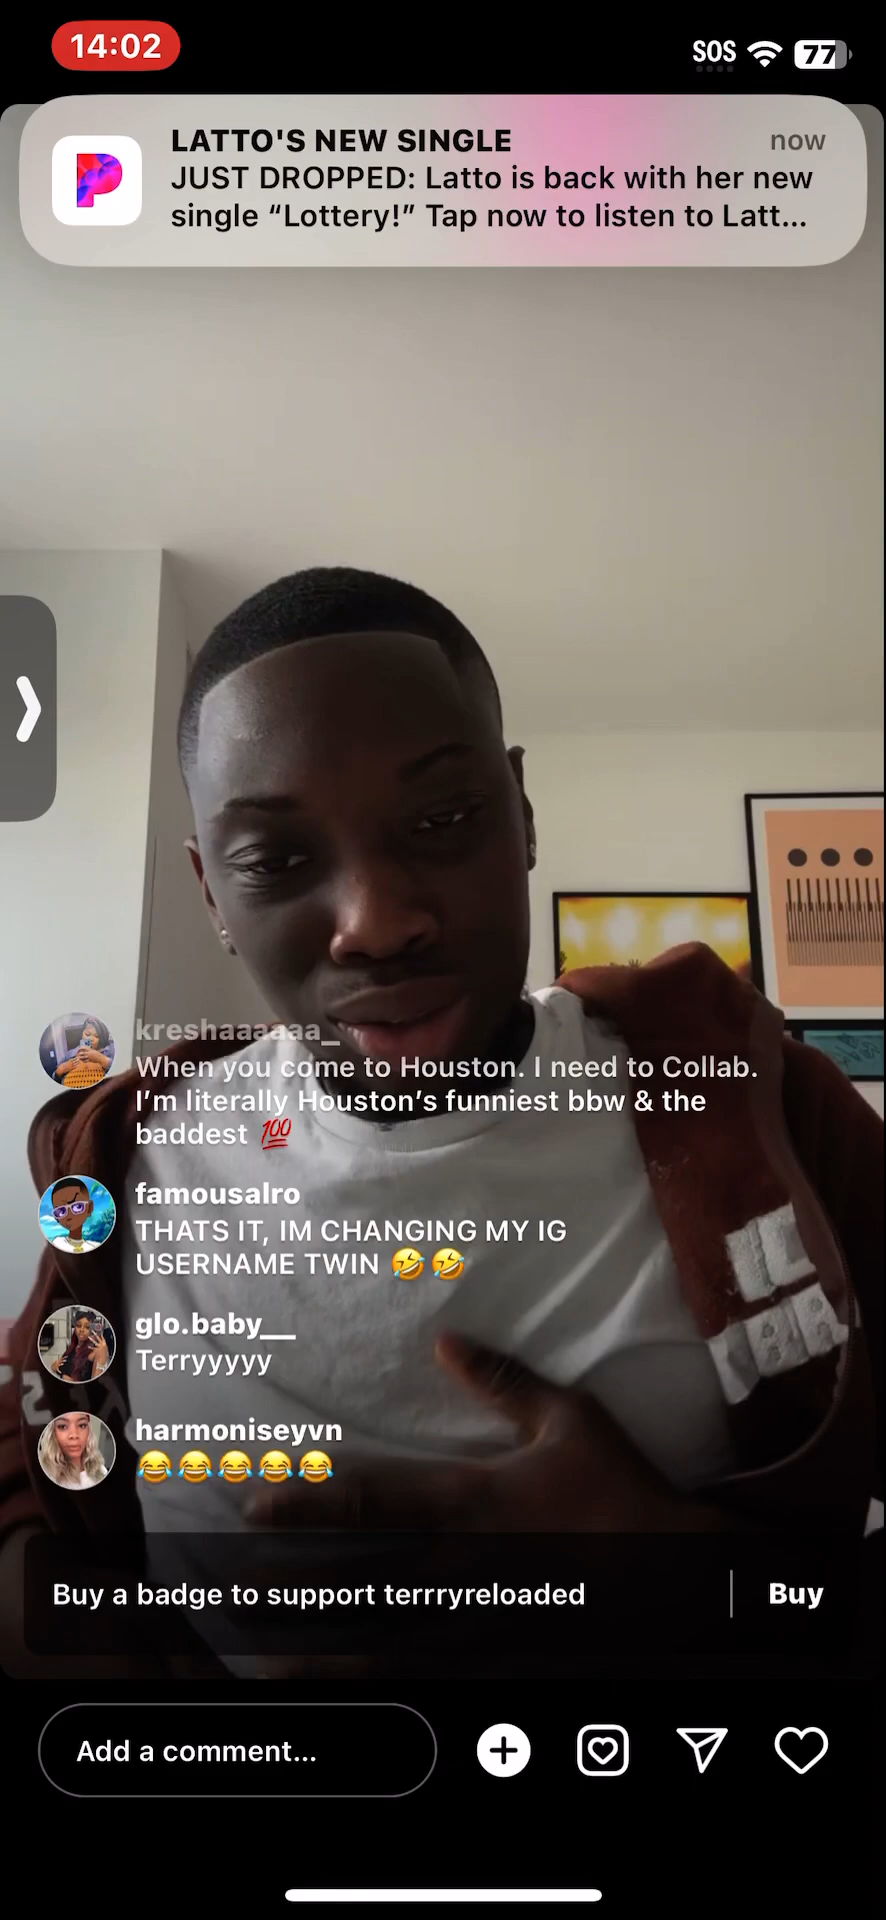 14:02
SOS
77
LATTO'S NEW SINGLE
now
JUST DROPPED: Latto is back with her new
single “Lottery!” Tap now to listen to Latt...
kreshaaaaaa_
When you come to Houston. I need to Collab.
I’m literally Houston’s funniest bbw & the
baddest 💯
famousalro
THATS IT, IM CHANGING MY IG
USERNAME TWIN 🤣🤣
glo.baby__
Terryyyyy
harmoniseyvn
😂😂😂😂😂
Buy a badge to support terrryreloaded
Buy
Add a comment...